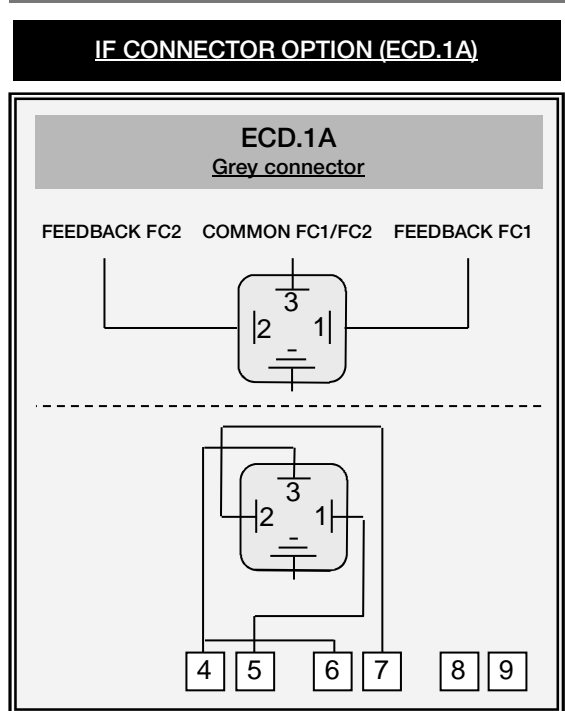 IF CONNECTOR OPTION (ECD.1A)
ECD.1A
Grey connector
FEEDBACK FC2 COMMON FC1/FC2 FEEDBACK FC1
3
2 1
3
2 1
4 5 6 7 8 9